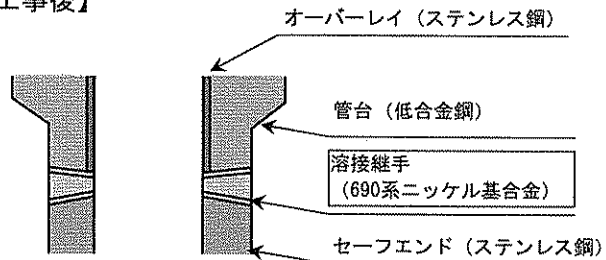 工事後】
オーバーレイ（ステンレス鋼）
管台（低合金鋼）
溶接継手
（690系ニッケル基合金）
セーフエンド（ステンレス鋼）